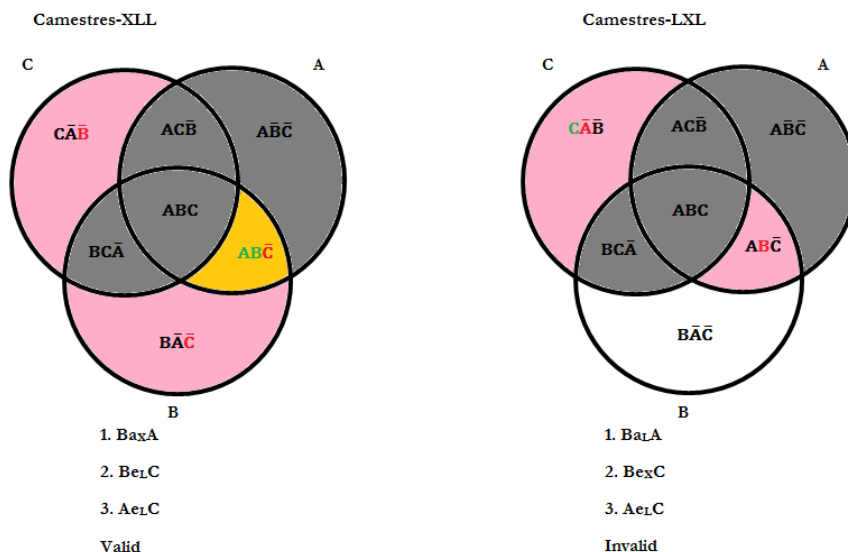 Camestres-XLL
C
A
CĀB̄
ACB̄
AB̄C̄
ABC
BCĀ
ABC̄
BĀC̄
B
1. BaxA
2. BeLC
3. AeLC
Valid
Camestres-LXL
C
A
CĀB̄
ACB̄
AB̄C̄
ABC
BCĀ
ABC̄
BĀC̄
B
1. BaLA
2. BexC
3. AeLC
Invalid